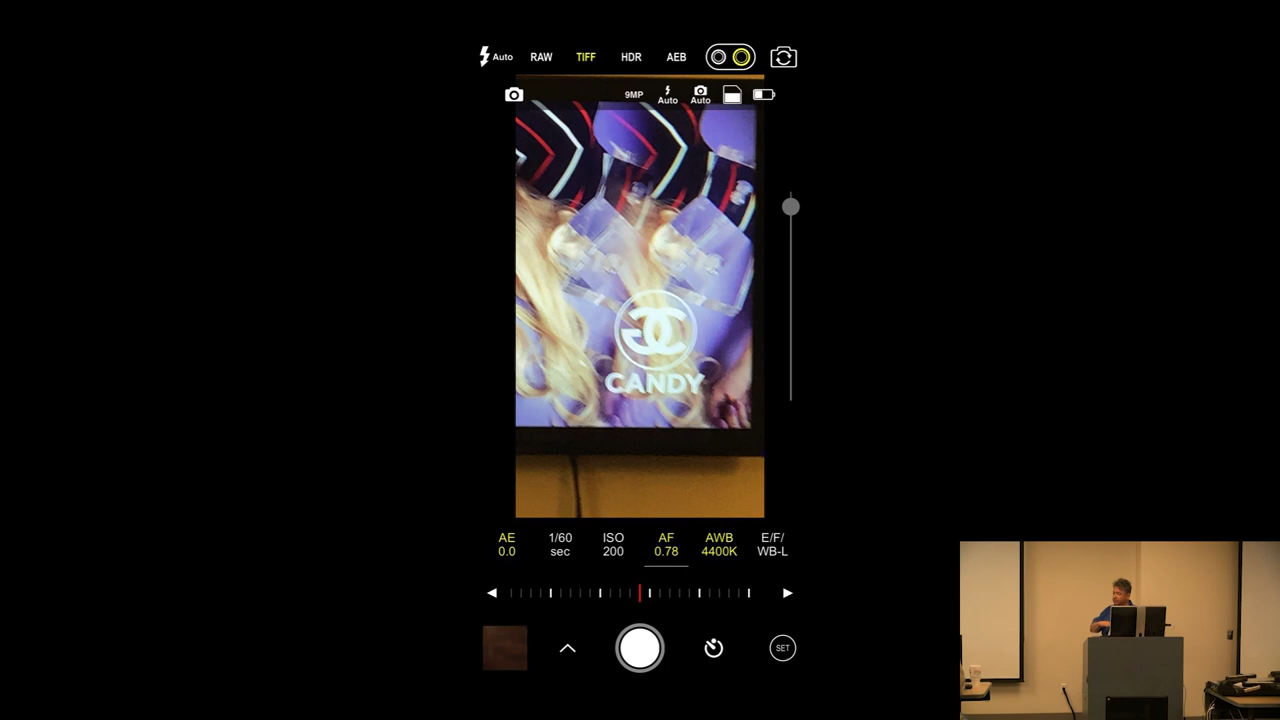 Auto RAW TIFF HDR AEB
9MP Auto Auto
CANDY
AE 1/60 ISO AF AWB E/F/
0.0 sec 200 0.78 4400K WB-L
SET